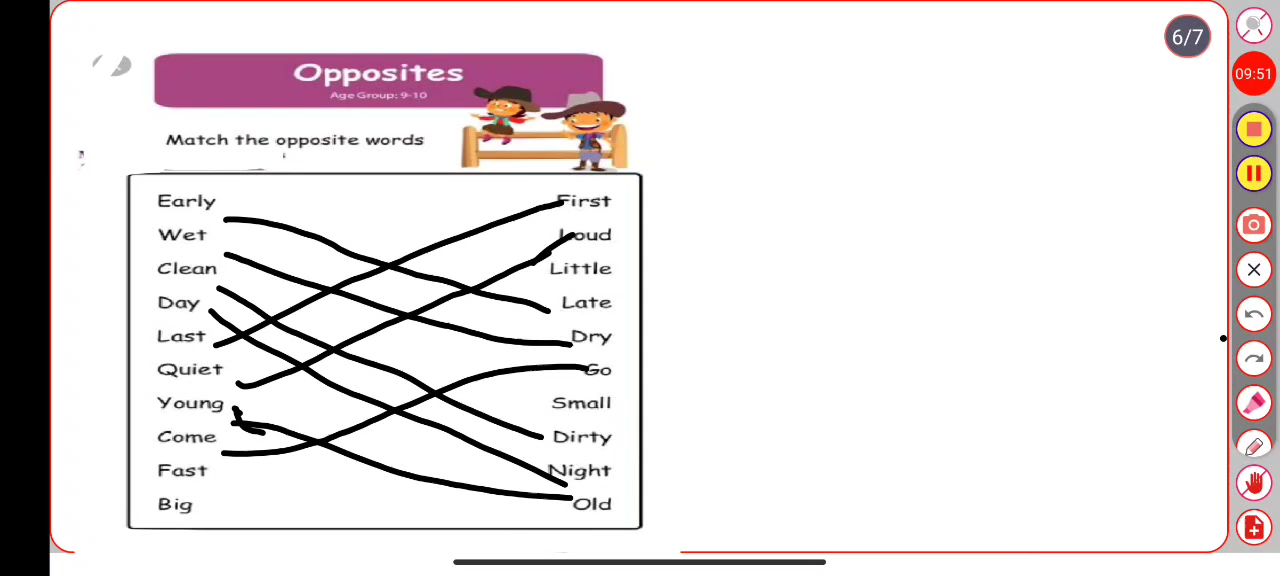 6/7
09:51
Opposites
Age Group: 9-10
Match the opposite words
Early First
Wet Loud
Clean Little
Day Late
Last Dry
Quiet Go
Young Small
Come Dirty
Fast Night
Big Old